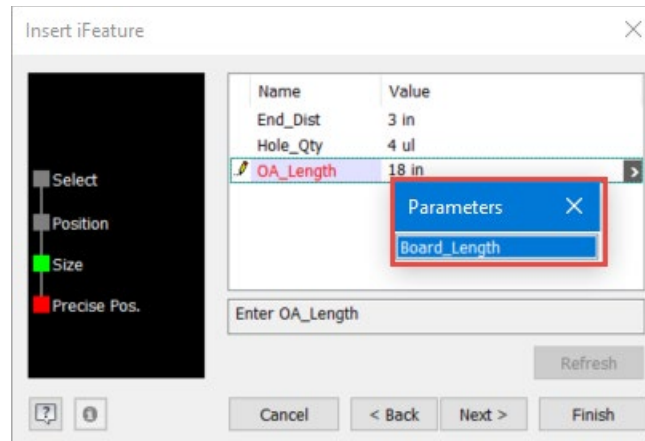 Insert iFeature
Select
Position
Size
Precise Pos.
Name Value
End_Dist 3 in
Hole_Qty 4 ul
OA_Length 18 in
Parameters
Board_Length
Enter OA_Length
Refresh
Cancel < Back Next > Finish